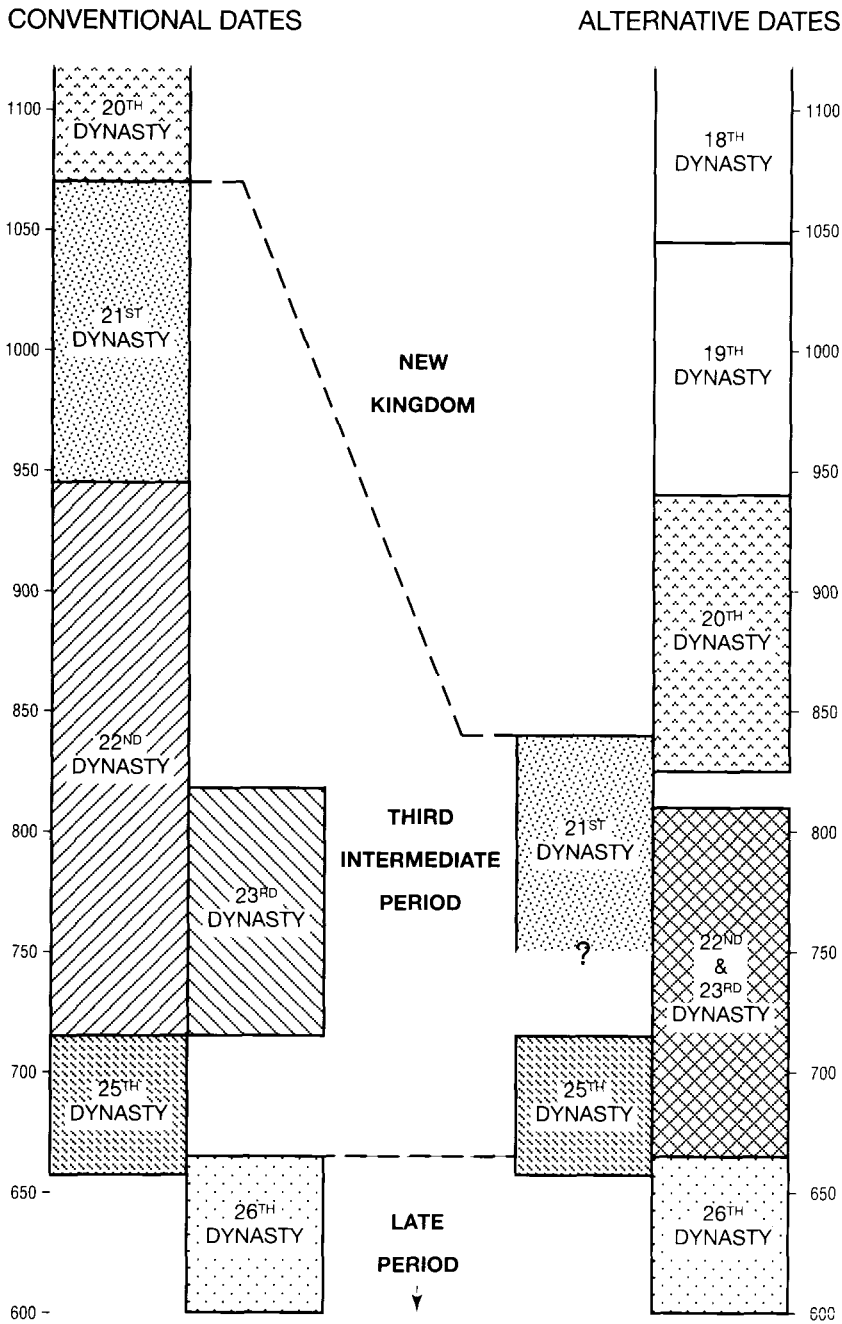 CONVENTIONAL DATES
ALTERNATIVE DATES
1100
1050
1000
950
900
850
800
750
700
650
600
20TH
DYNASTY
21ST
DYNASTY
22ND
DYNASTY
23RD
DYNASTY
25TH
DYNASTY
26TH
DYNASTY
NEW
KINGDOM
THIRD
INTERMEDIATE
PERIOD
LATE
PERIOD
21ST
DYNASTY
?
25TH
DYNASTY
18TH
DYNASTY
19TH
DYNASTY
20TH
DYNASTY
22ND
&
23RD
DYNASTY
26TH
DYNASTY
1100
1050
1000
950
900
850
800
750
700
650
600